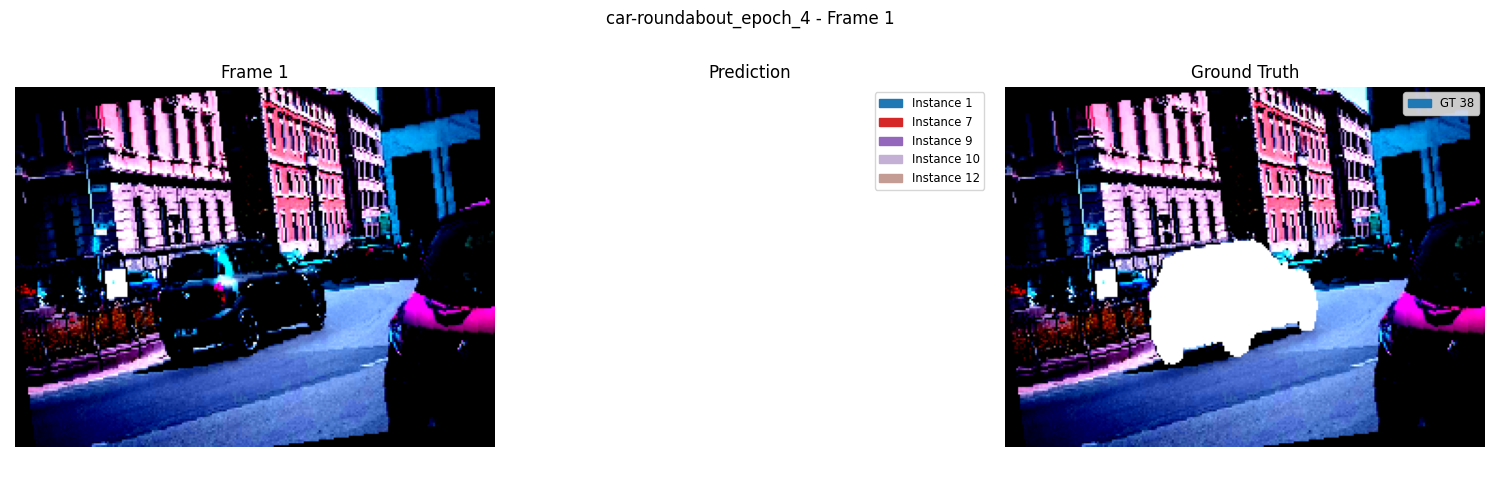 car-roundabout_epoch_4 - Frame 1
Frame 1
Prediction
Ground Truth
Instance 1
Instance 7
Instance 9
Instance 10
Instance 12
GT 38